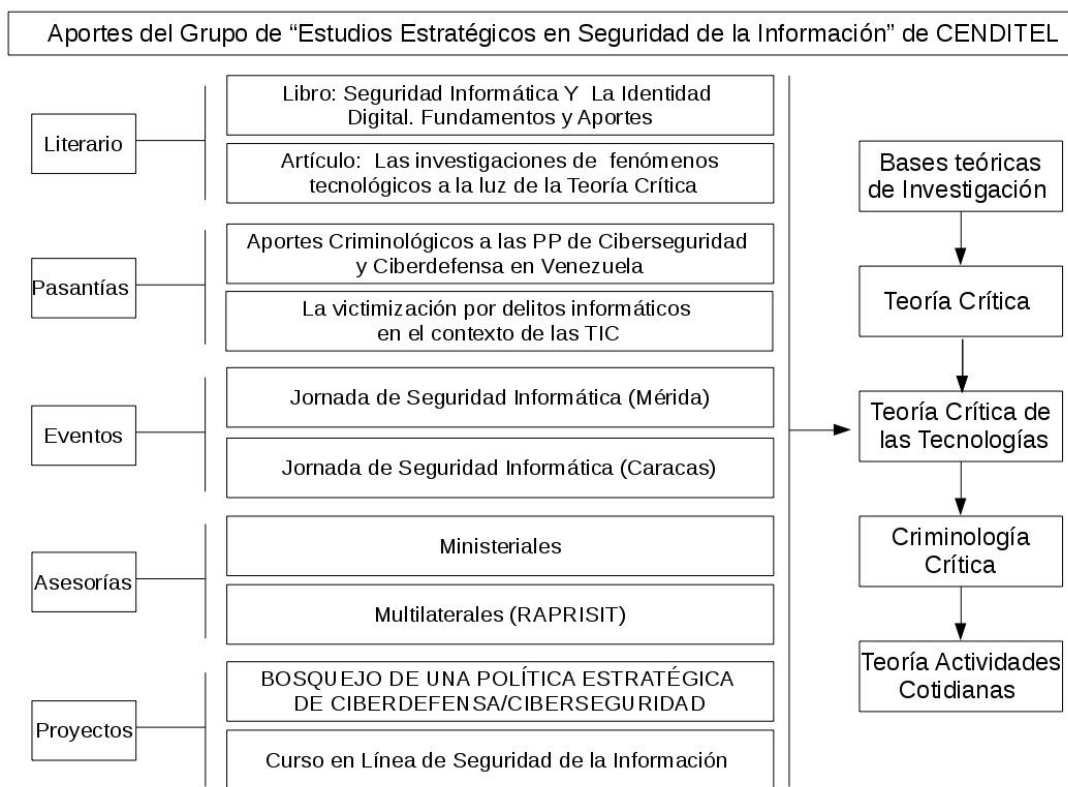 Aportes del Grupo de “Estudios Estratégicos en Seguridad de la Información” de CENDITEL
Literario
Libro: Seguridad Informática Y La Identidad
Digital. Fundamentos y Aportes
Artículo: Las investigaciones de fenómenos
tecnológicos a la luz de la Teoría Crítica
Pasantías
Aportes Criminológicos a las PP de Ciberseguridad
y Ciberdefensa en Venezuela
La victimización por delitos informáticos
en el contexto de las TIC
Eventos
Jornada de Seguridad Informática (Mérida)
Jornada de Seguridad Informática (Caracas)
Asesorías
Ministeriales
Multilaterales (RAPRISIT)
Proyectos
BOSQUEJO DE UNA POLÍTICA ESTRATÉGICA
DE CIBERDEFENSA/CIBERSEGURIDAD
Curso en Línea de Seguridad de la Información
Bases teóricas
de Investigación
Teoría Crítica
Teoría Crítica de
las Tecnologías
Criminología
Crítica
Teoría Actividades
Cotidianas